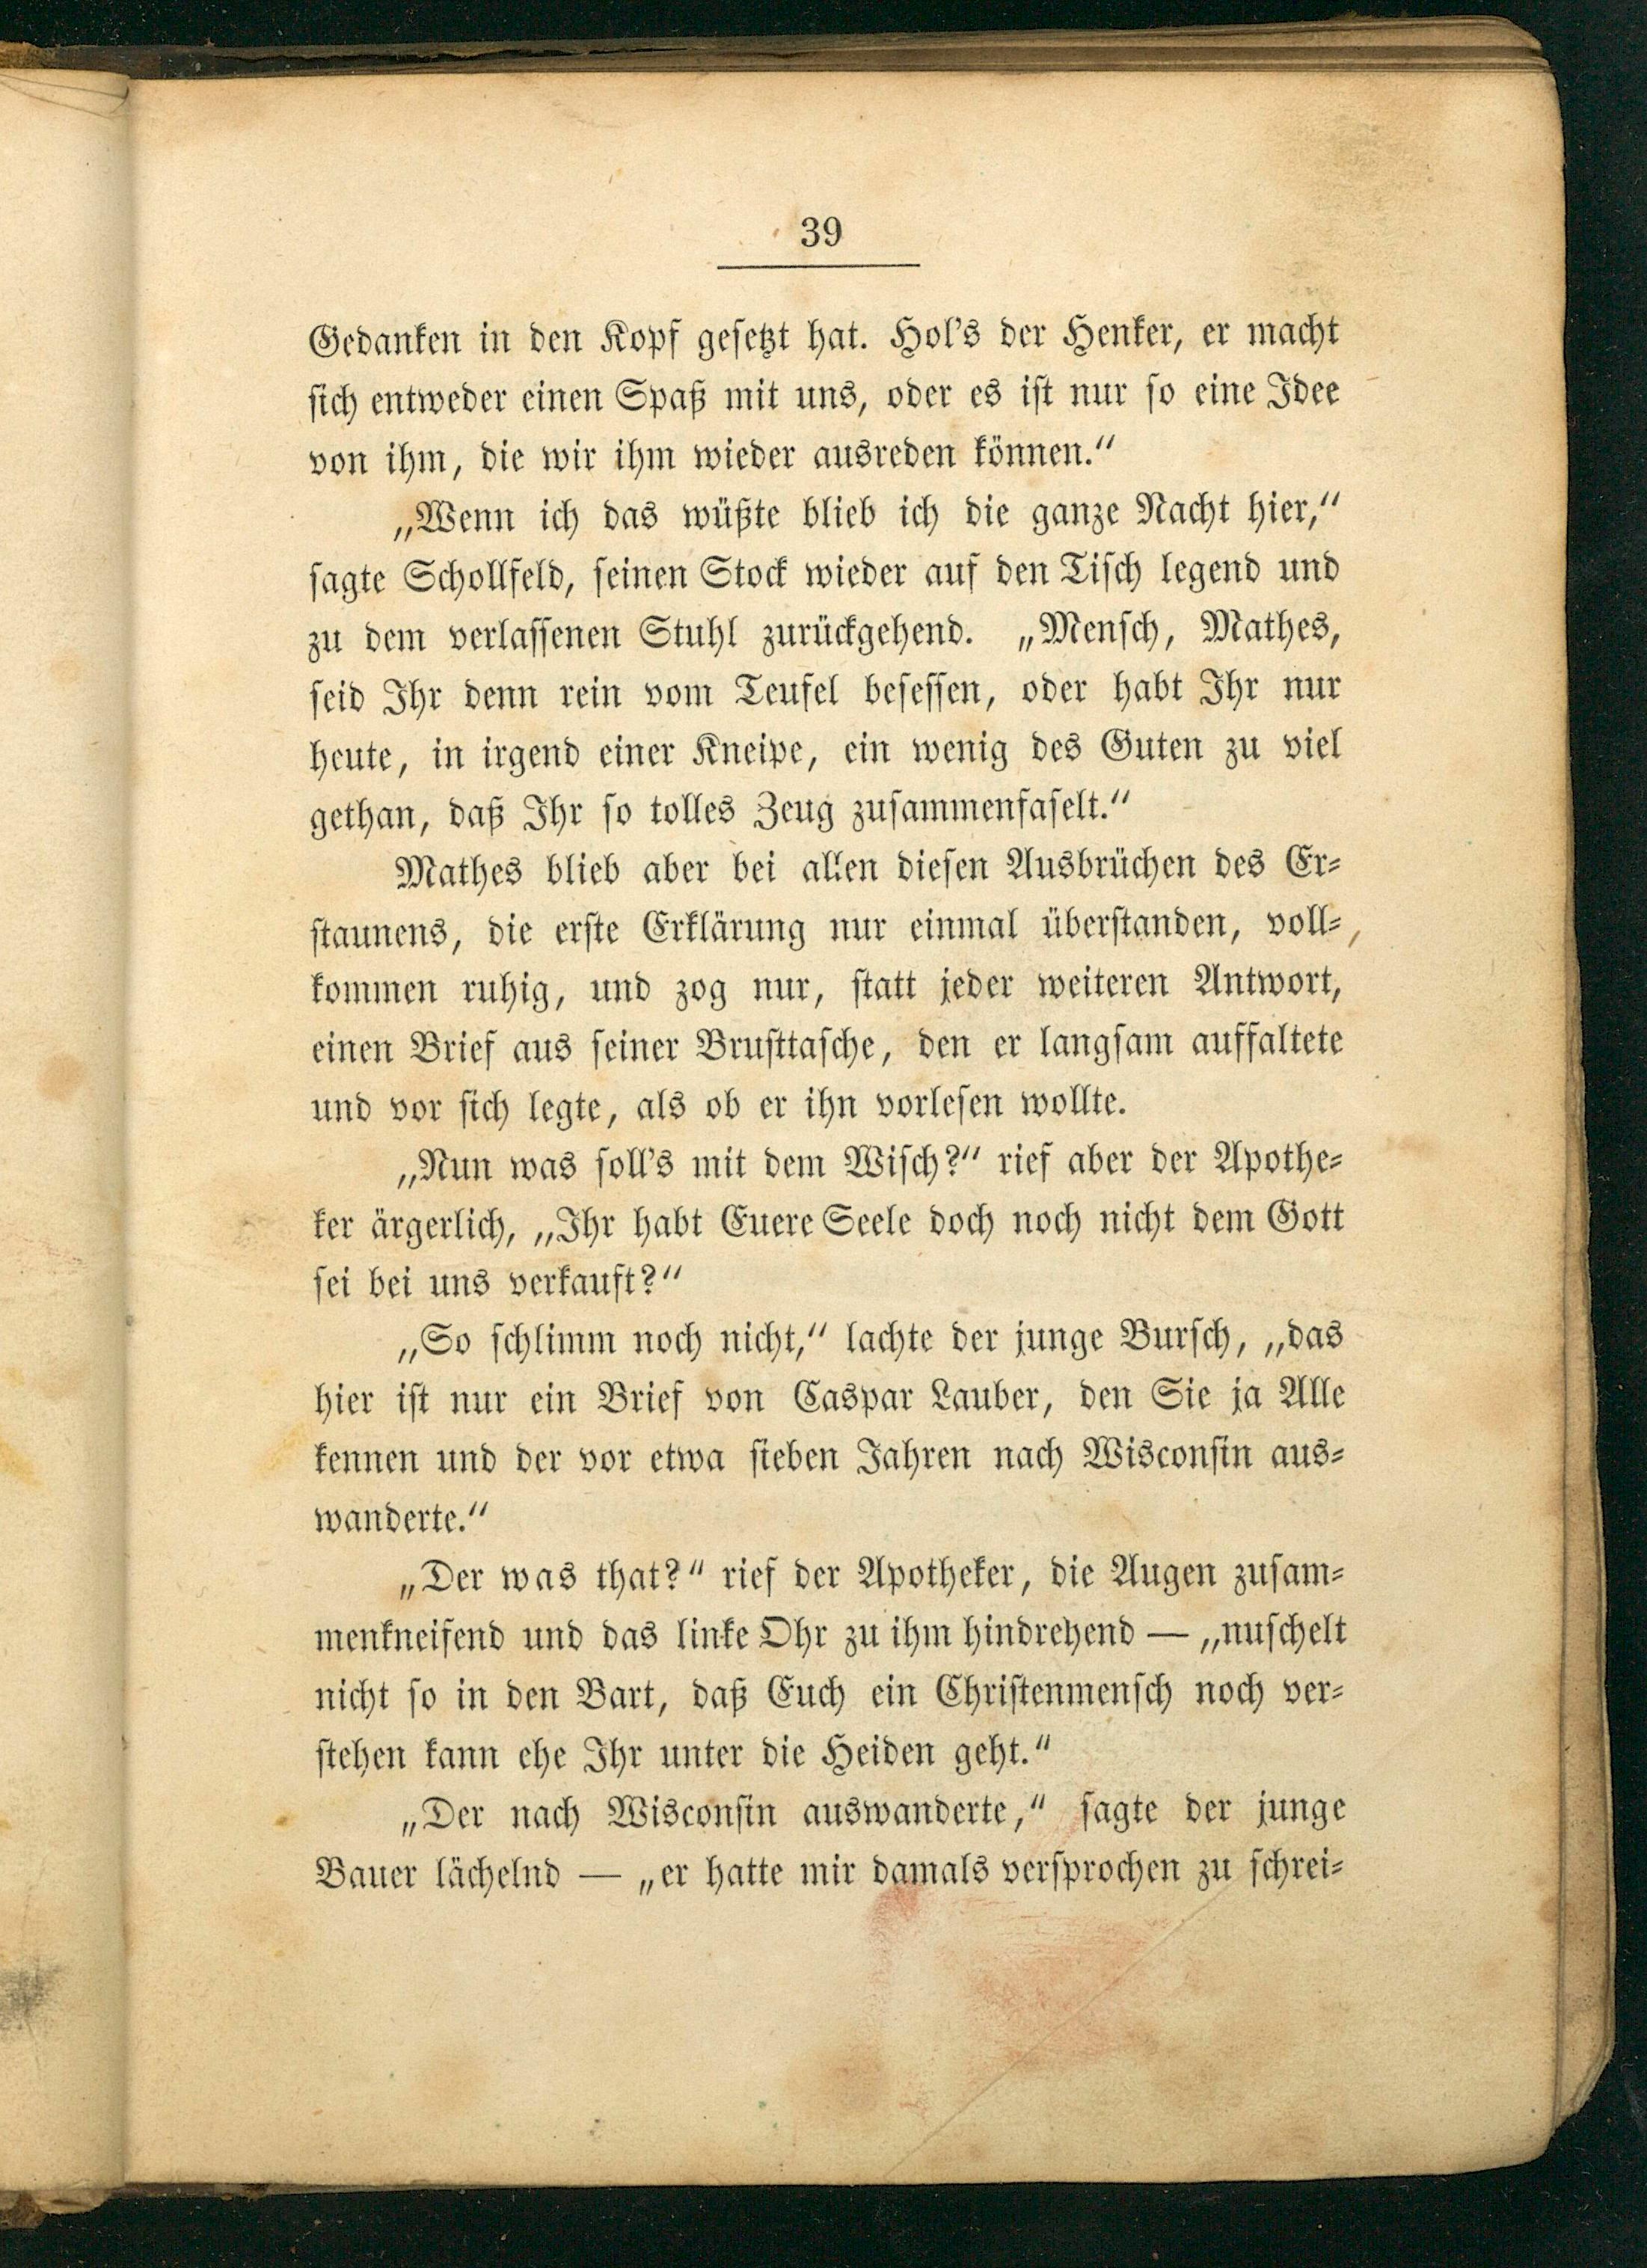 39
Gedanken in den Kopf gesetzt hat. Hol's der Henker, er macht
sich entweder einen Spaß mit uns, oder es ist nur so eine Idee
von ihm, die wir ihm wieder ausreden können.“
„Wenn ich das wüßte blieb ich die ganze Nacht hier,“
sagte Schollfeld, seinen Stock wieder auf den Tisch legend und
zu dem verlassenen Stuhl zurückgehend. „Mensch, Mathes,
seid Ihr denn rein vom Teufel besessen, oder habt Ihr nur
heute, in irgend einer Kneipe, ein wenig des Guten zu viel
gethan, daß Ihr so tolles Zeug zusammenfaselt.“
Mathes blieb aber bei allen diesen Ausbrüchen des Er-
staunens, die erste Erklärung nur einmal überstanden, voll-
kommen ruhig, und zog nur, statt jeder weiteren Antwort,
einen Brief aus seiner Brusttasche, den er langsam auffaltete
und vor sich legte, als ob er ihn vorlesen wollte.
„Nun was soll's mit dem Wisch?“ rief aber der Apothe-
ker ärgerlich, „Ihr habt Euere Seele doch noch nicht dem Gott
sei bei uns verkauft?“
„So schlimm noch nicht,“ lachte der junge Bursch, „das
hier ist nur ein Brief von Caspar Lauber, den Sie ja Alle
kennen und der vor etwa sieben Jahren nach Wisconsin aus-
wanderte.“
„Der was that?“ rief der Apotheker, die Augen zusam-
menkneifend und das linke Ohr zu ihm hindrehend — „nuschelt
nicht so in den Bart, daß Euch ein Christenmensch noch ver-
stehen kann ehe Ihr unter die Heiden geht.“
„Der nach Wisconsin auswanderte,“ sagte der junge
Bauer lächelnd — „er hatte mir damals versprochen zu schrei-